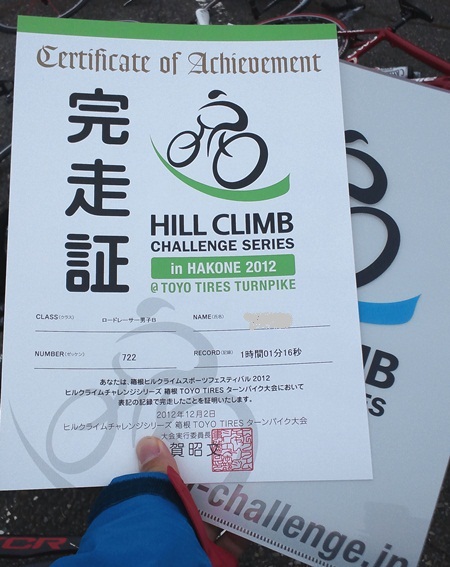 Certificate of Achievement
完走証
HILL CLIMB
CHALLENGE SERIES
in HAKONE 2012
@ TOYO TIRES TURNPIKE
CLASS(クラス) ロードレーサー男子B NAME(氏名)
NUMBER(ゼッケン) 722 RECORD(記録) 1時間01分16秒
あなたは、箱根ヒルクライムスポーツフェスティバル 2012
ヒルクライムチャレンジシリーズ 箱根 TOYO TIRES ターンパイク大会において
表記の記録で完走したことを証明いたします。
2012年12月2日
ヒルクライムチャレンジシリーズ 箱根 TOYO TIRES ターンパイク大会
大会実行委員長
賀昭文
IMB
IES
-challenge.jp
CR